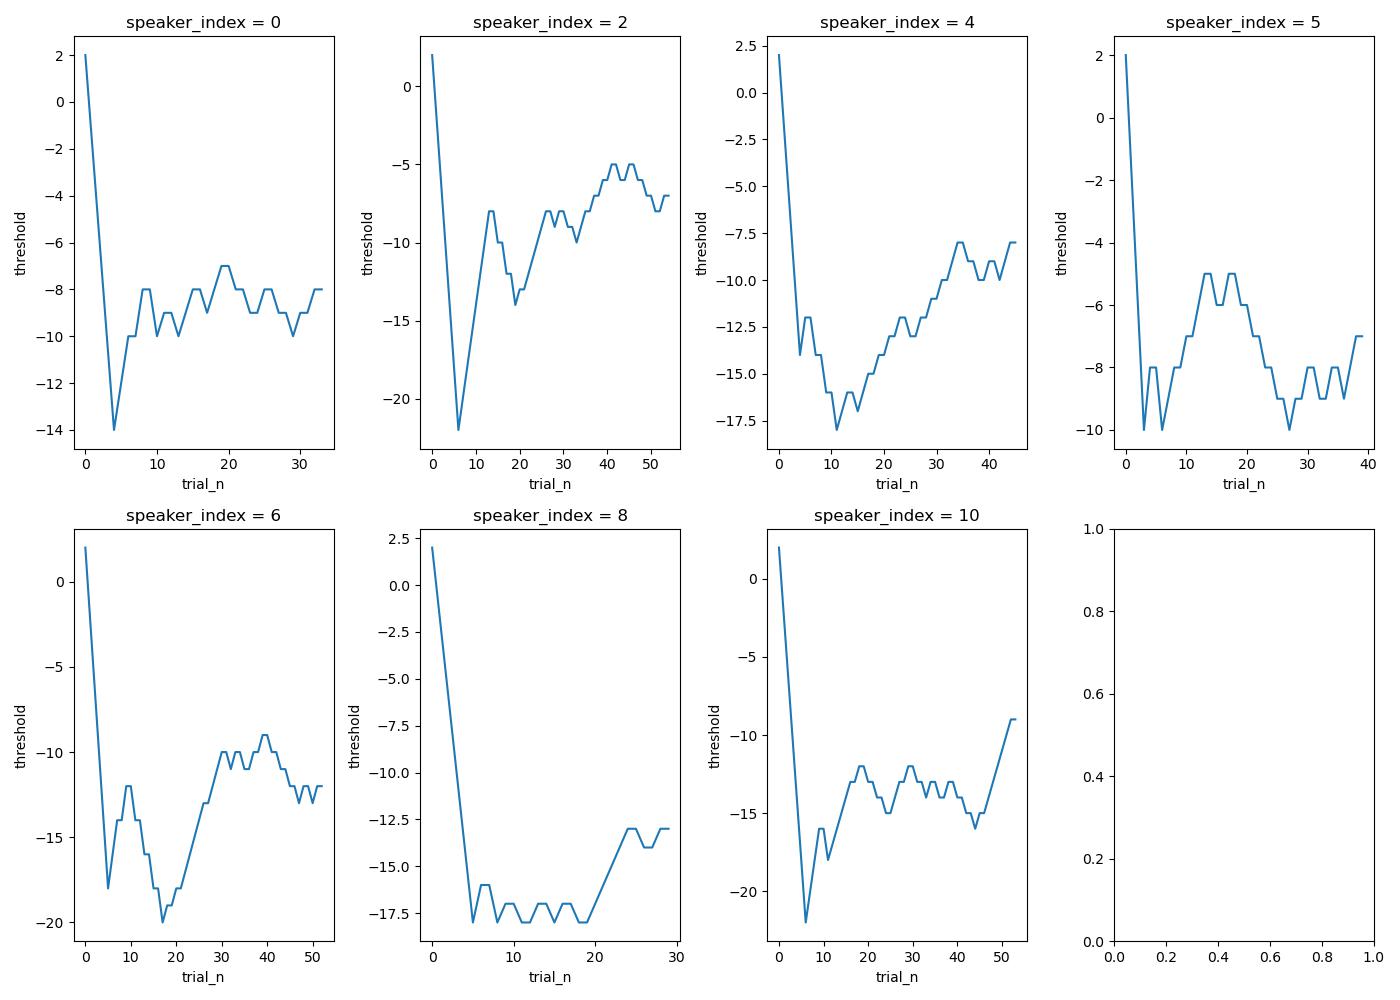 speaker_index = 0
speaker_index = 2
speaker_index = 4
speaker_index = 5
threshold
2
0
−2
−4
−6
−8
−10
−12
−14
0 10 20 30
trial_n
threshold
0
−5
−10
−15
−20
0 10 20 30 40 50
trial_n
threshold
2.5
0.0
−2.5
−5.0
−7.5
−10.0
−12.5
−15.0
−17.5
0 10 20 30 40
trial_n
threshold
2
0
−2
−4
−6
−8
−10
0 10 20 30 40
trial_n
speaker_index = 6
speaker_index = 8
speaker_index = 10
threshold
0
−5
−10
−15
−20
0 10 20 30 40 50
trial_n
threshold
2.5
0.0
−2.5
−5.0
−7.5
−10.0
−12.5
−15.0
−17.5
0 10 20 30
trial_n
threshold
0
−5
−10
−15
−20
0 10 20 30 40 50
trial_n
1.0
0.8
0.6
0.4
0.2
0.0
0.0 0.2 0.4 0.6 0.8 1.0